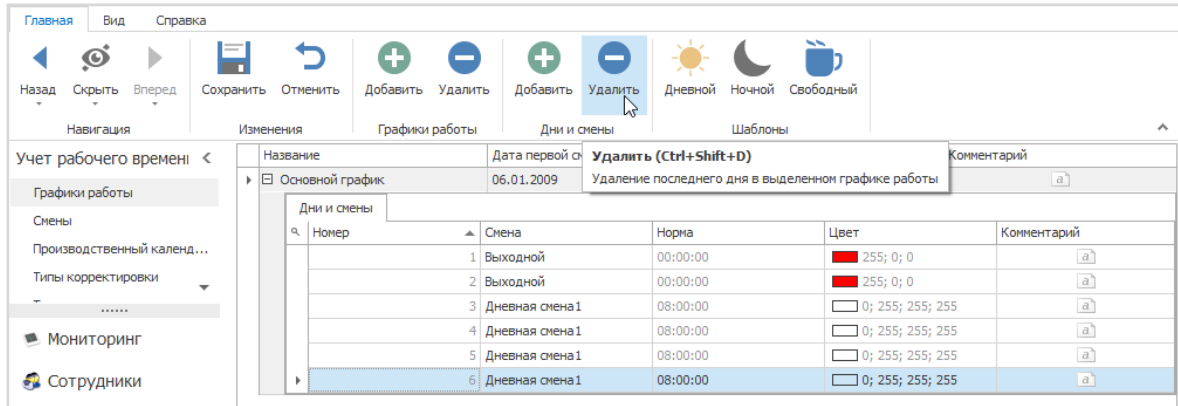 Главная Вид Справка
Назад Скрыть Вперед Сохранить Отменить Добавить Удалить Добавить Удалить Дневной Ночной Свободный
Навигация Изменения Графики работы Дни и смены Шаблоны
Учет рабочего времени
Графики работы
Смены
Производственный календ...
Типы корректировки
Мониторинг
Сотрудники
Название Дата первой Комментарий
Основной график 06.01.2009 a
Удалить (Ctrl+Shift+D)
Удаление последнего дня в выделенном графике работы
Дни и смены
Номер Смена Норма Цвет Комментарий
1 Выходной 00:00:00 255; 0; 0 a
2 Выходной 00:00:00 255; 0; 0 a
3 Дневная смена1 08:00:00 0; 255; 255; 255 a
4 Дневная смена1 08:00:00 0; 255; 255; 255 a
5 Дневная смена1 08:00:00 0; 255; 255; 255 a
6 Дневная смена1 08:00:00 0; 255; 255; 255 a